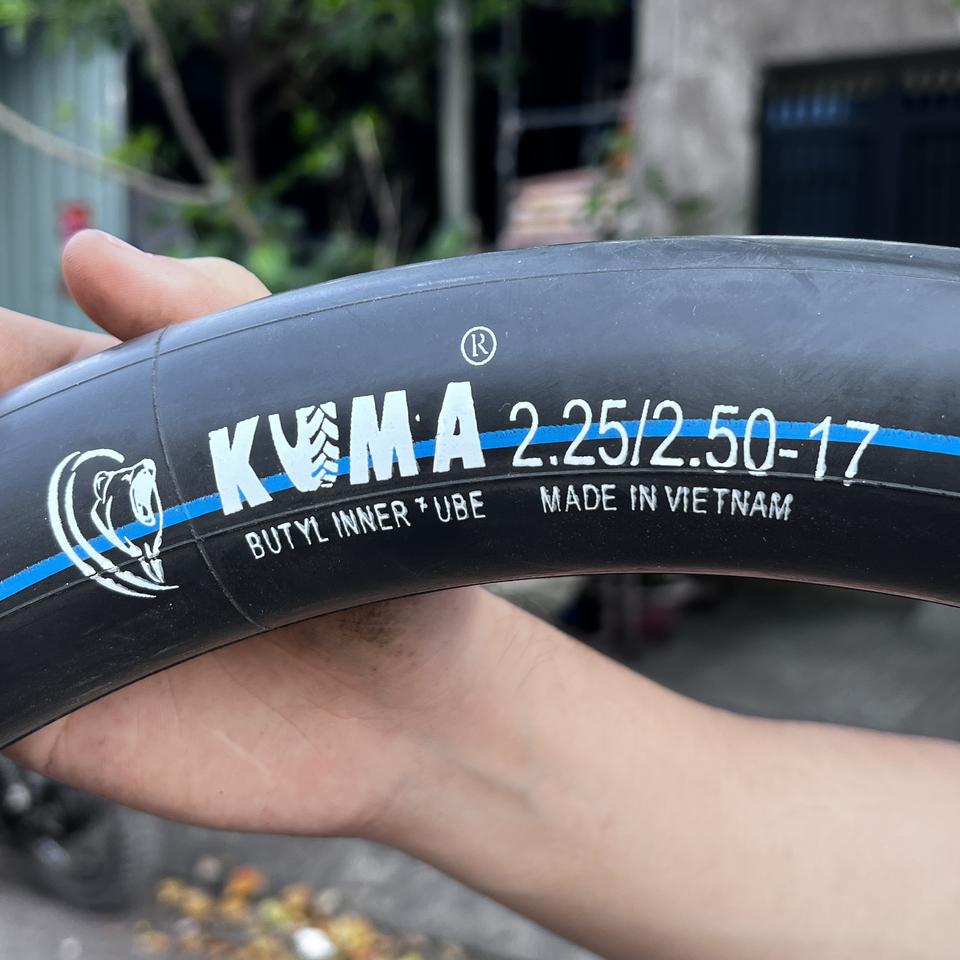 ®
KUMA 2.25/2.50-17
BUTYL INNER TUBE MADE IN VIETNAM